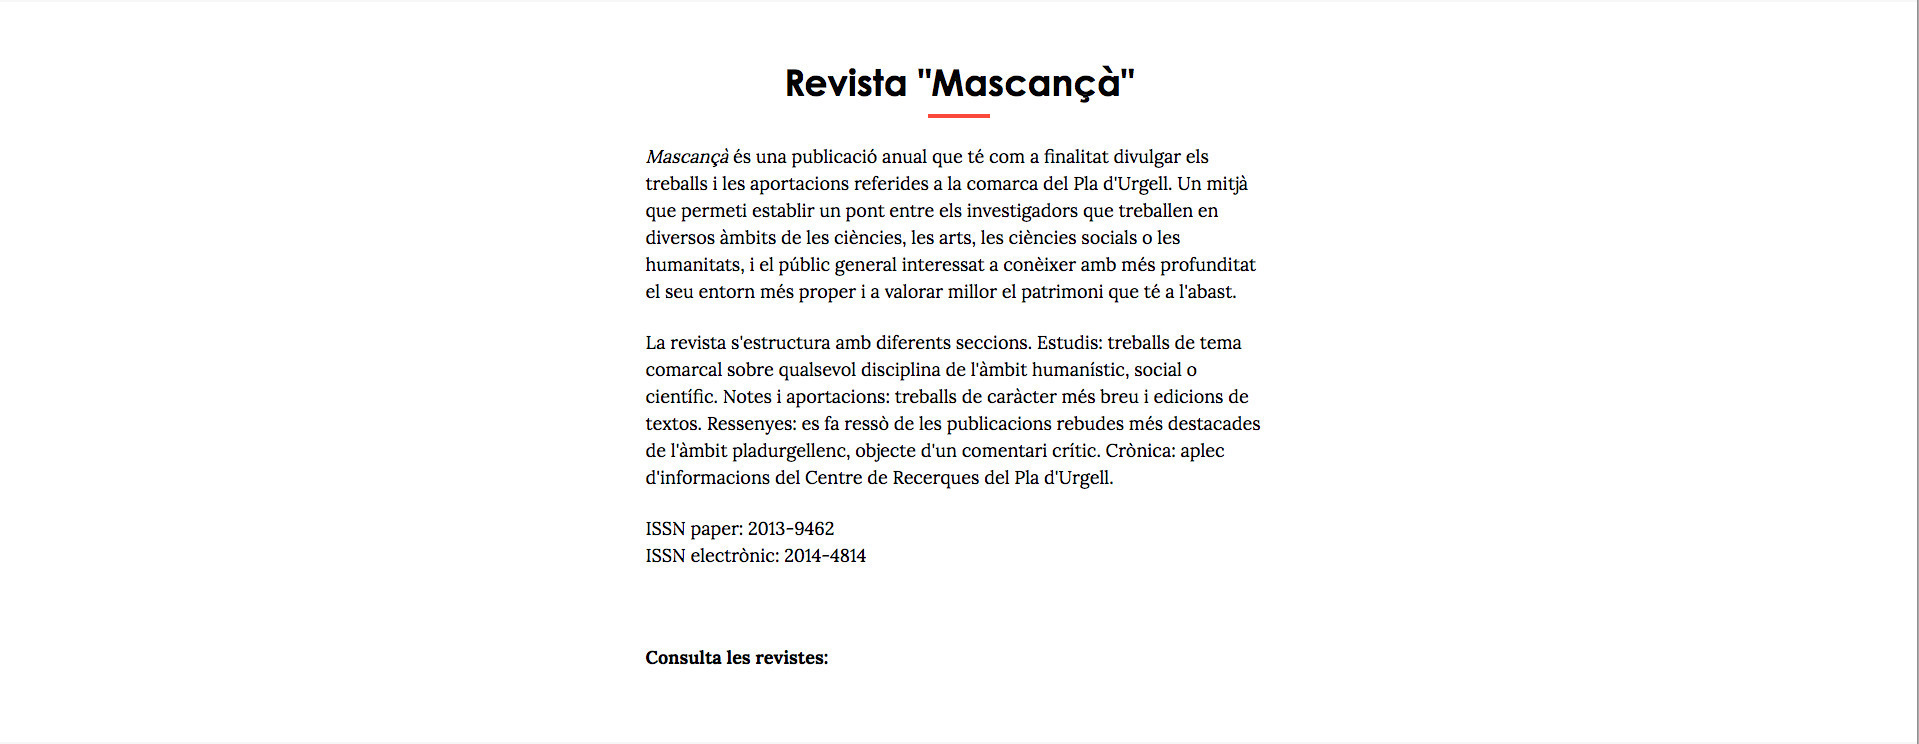 Revista "Mascançà"
Mascançà és una publicació anual que té com a finalitat divulgar els
treballs i les aportacions referides a la comarca del Pla d'Urgell. Un mitjà
que permeti establir un pont entre els investigadors que treballen en
diversos àmbits de les ciències, les arts, les ciències socials o les
humanitats, i el públic general interessat a conèixer amb més profunditat
el seu entorn més proper i a valorar millor el patrimoni que té a l'abast.
La revista s'estructura amb diferents seccions. Estudis: treballs de tema
comarcal sobre qualsevol disciplina de l'àmbit humanístic, social o
científic. Notes i aportacions: treballs de caràcter més breu i edicions de
textos. Ressenyes: es fa ressò de les publicacions rebudes més destacades
de l'àmbit pladurgellenc, objecte d'un comentari crític. Crònica: aplec
d'informacions del Centre de Recerques del Pla d'Urgell.
ISSN paper: 2013-9462
ISSN electrònic: 2014-4814
Consulta les revistes: